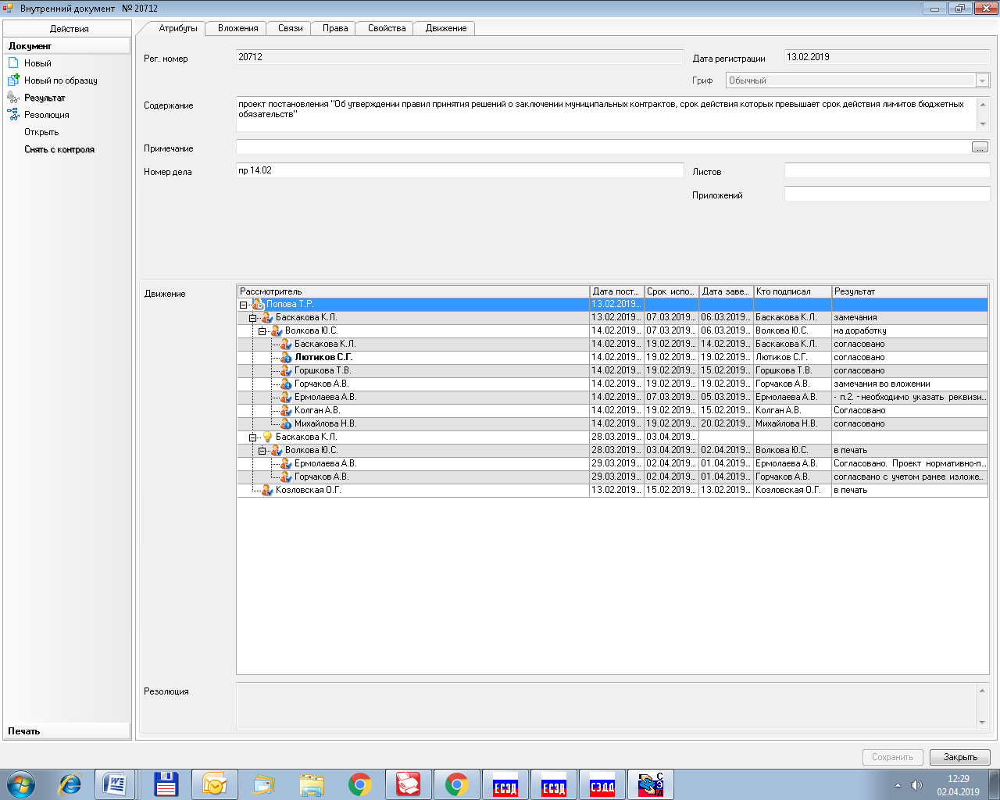 Внутренний документ № 20712
Действия
Документ
Новый
Новый по образцу
Результат
Резолюция
Открыть
Снять с контроля
Печать
Атрибуты Вложения Связи Права Свойства Движение
Рег. номер 20712 Дата регистрации 13.02.2019
Гриф Обычный
Содержание проект постановления "Об утверждении правил принятия решений о заключении муниципальных контрактов, срок действия которых превышает срок действия лимитов бюджетных
обязательств"
Примечание ...
Номер дела пр 14.02 Листов
Приложений
Движение
Рассмотритель Дата пост... Срок испо... Дата заве... Кто подписал Результат
Попова Т.Р. 13.02.2019...
Баскакова К.Л. 13.02.2019... 07.03.2019... 06.03.2019... Баскакова К.Л. замечания
Волкова Ю.С. 14.02.2019... 07.03.2019... 06.03.2019... Волкова Ю.С. на доработку
Баскакова К.Л. 14.02.2019... 19.02.2019... 14.02.2019... Баскакова К.Л. согласовано
Лютиков С.Г. 14.02.2019... 19.02.2019... 19.02.2019... Лютиков С.Г. согласовано
Горшкова Т.В. 14.02.2019... 19.02.2019... 15.02.2019... Горшкова Т.В. согласовано
Горчаков А.В. 14.02.2019... 19.02.2019... 19.02.2019... Горчаков А.В. замечания во вложении
Ермолаева А.В. 14.02.2019... 07.03.2019... 05.03.2019... Ермолаева А.В. - п.2. - необходимо указать реквизи...
Колган А.В. 14.02.2019... 19.02.2019... 15.02.2019... Колган А.В. Согласовано
Михайлова Н.В. 14.02.2019... 19.02.2019... 20.02.2019... Михайлова Н.В. согласовано
Баскакова К.Л. 28.03.2019... 03.04.2019...
Волкова Ю.С. 28.03.2019... 03.04.2019... 02.04.2019... Волкова Ю.С. в печать
Ермолаева А.В. 29.03.2019... 02.04.2019... 01.04.2019... Ермолаева А.В. Согласовано. Проект нормативно-п...
Горчаков А.В. 29.03.2019... 02.04.2019... 01.04.2019... Горчаков А.В. согласвано с учетом ранее изложе...
Козловская О.Г. 13.02.2019... 15.02.2019... 13.02.2019... Козловская О.Г. в печать
Резолюция
Сохранить Закрыть
ЕСЭД ЕСЭД СЭДД СЭД
12:29
02.04.2019